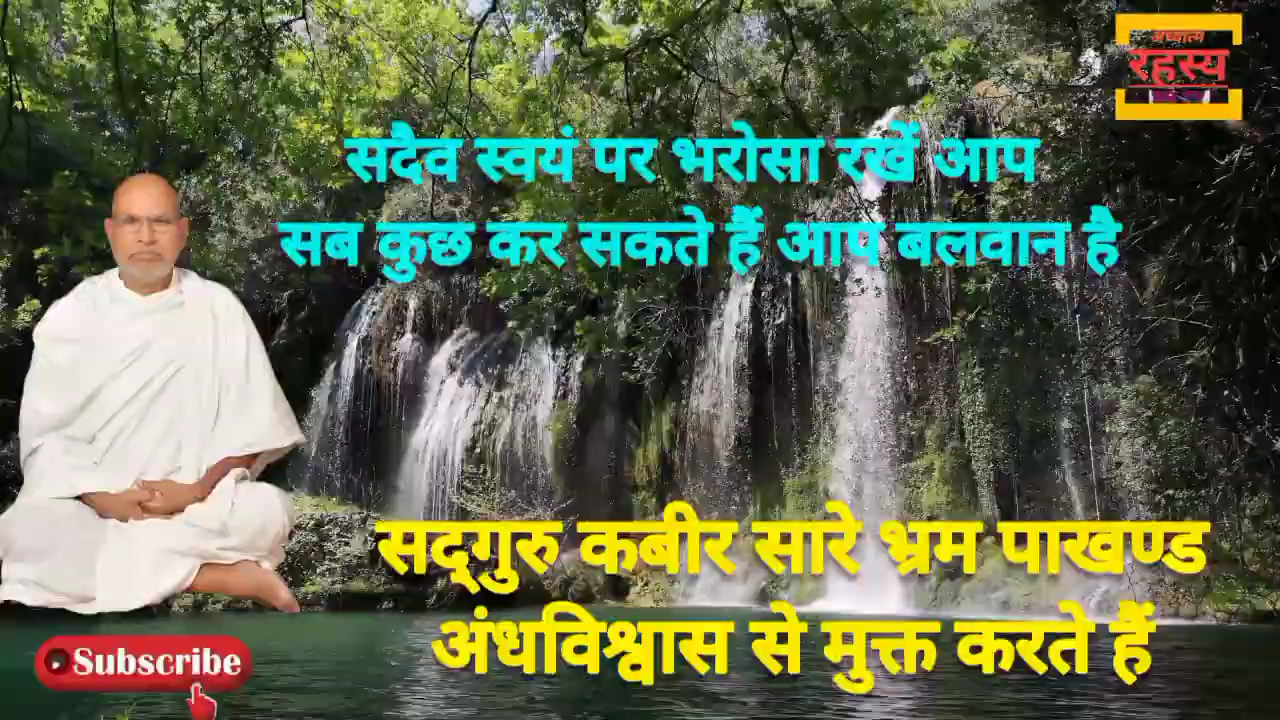 अध्यात्म
रहस्य
सदैव स्वयं पर भरोसा रखें आप
सब कुछ कर सकते हैं आप बलवान है
सद्गुरु कबीर सारे भ्रम पाखण्ड
अंधविश्वास से मुक्त करते हैं
Subscribe